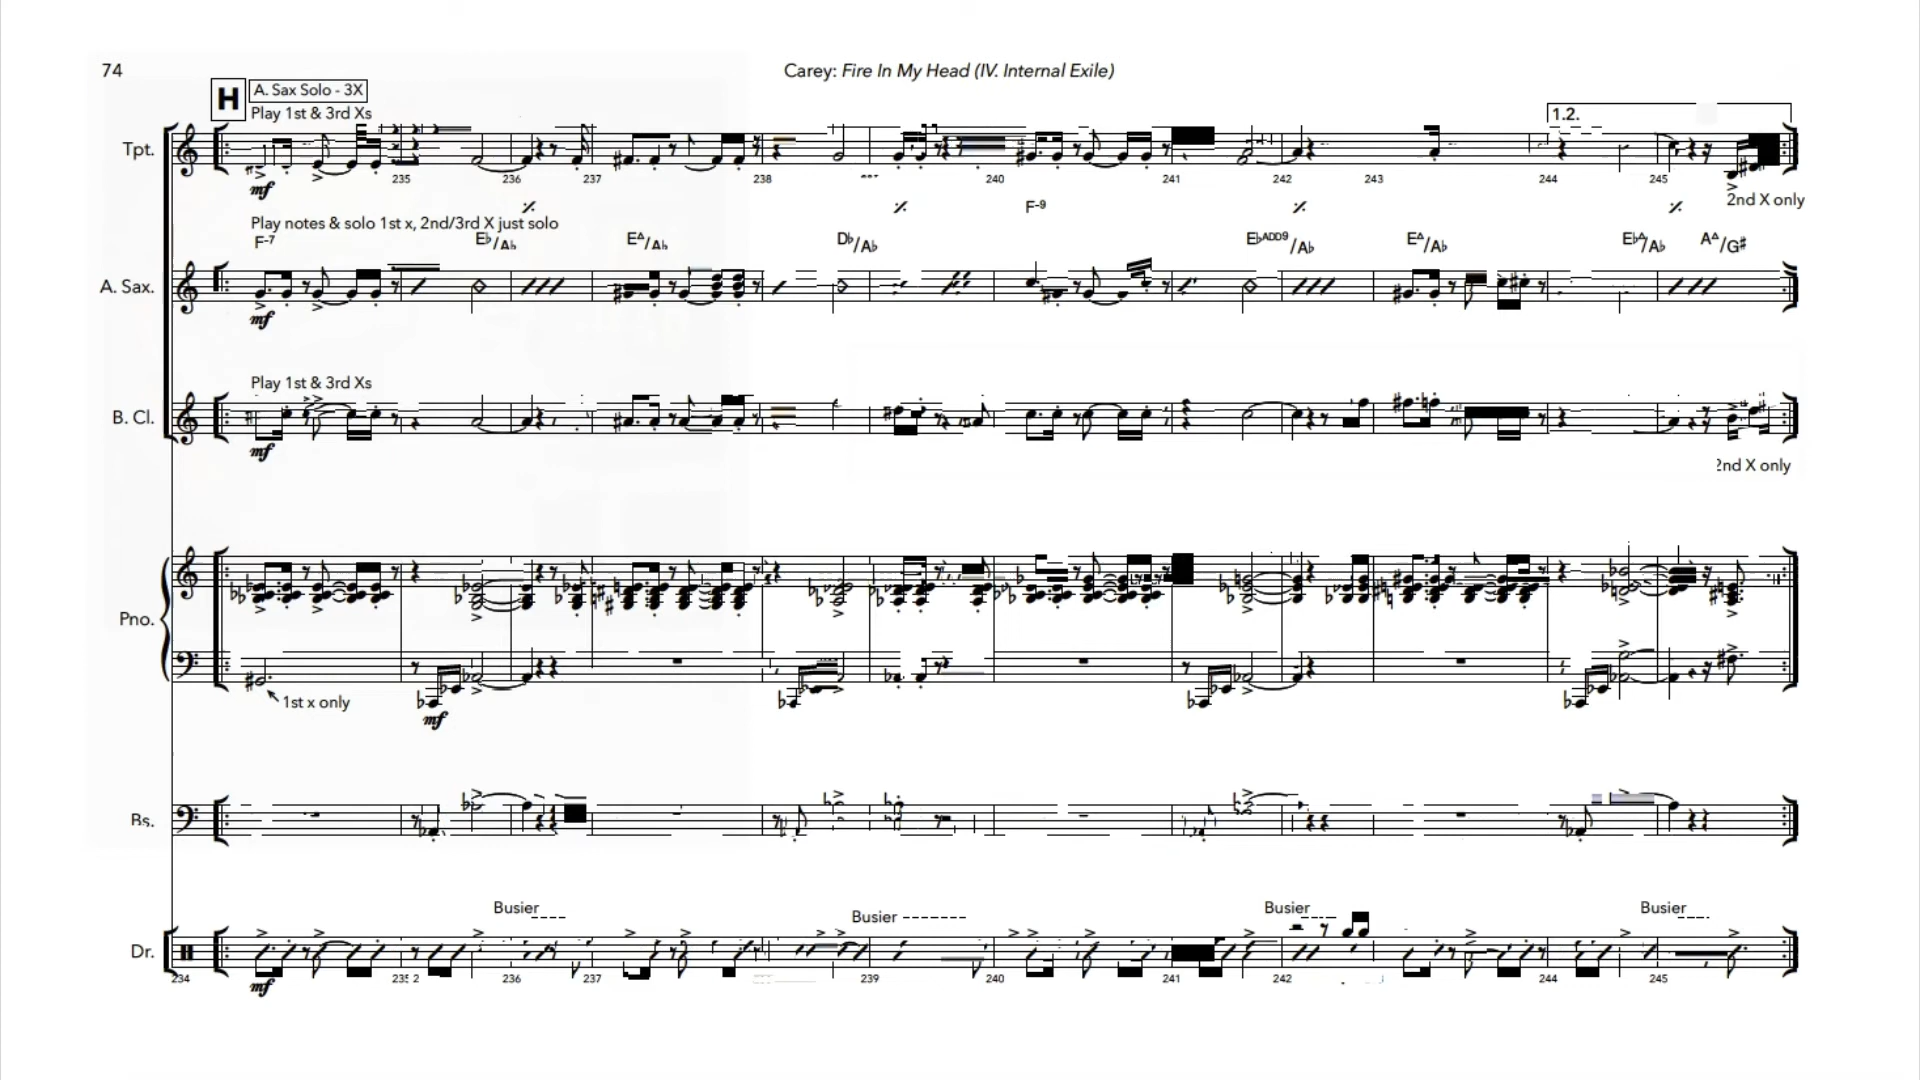 74
Carey: Fire In My Head (IV. Internal Exile)
H
A. Sax Solo - 3X
Play 1st & 3rd Xs
1.2.
Tpt.
mf
235 236 237 238 240 241 242 243 244 245
2nd X only
Play notes & solo 1st x, 2nd/3rd X just solo
F-7 E♭/A♭ E△/A♭ D♭/A♭ F-9 E♭ADD9/A♭ E△/A♭ E♭△/A♭ A△/G♯
A. Sax.
mf
Play 1st & 3rd Xs
B. Cl.
mf
2nd X only
Pno.
1st x only
mf
Bs.
Busier Busier Busier Busier
Dr.
234 235 2 236 237 239 240 241 242 244 245
mf